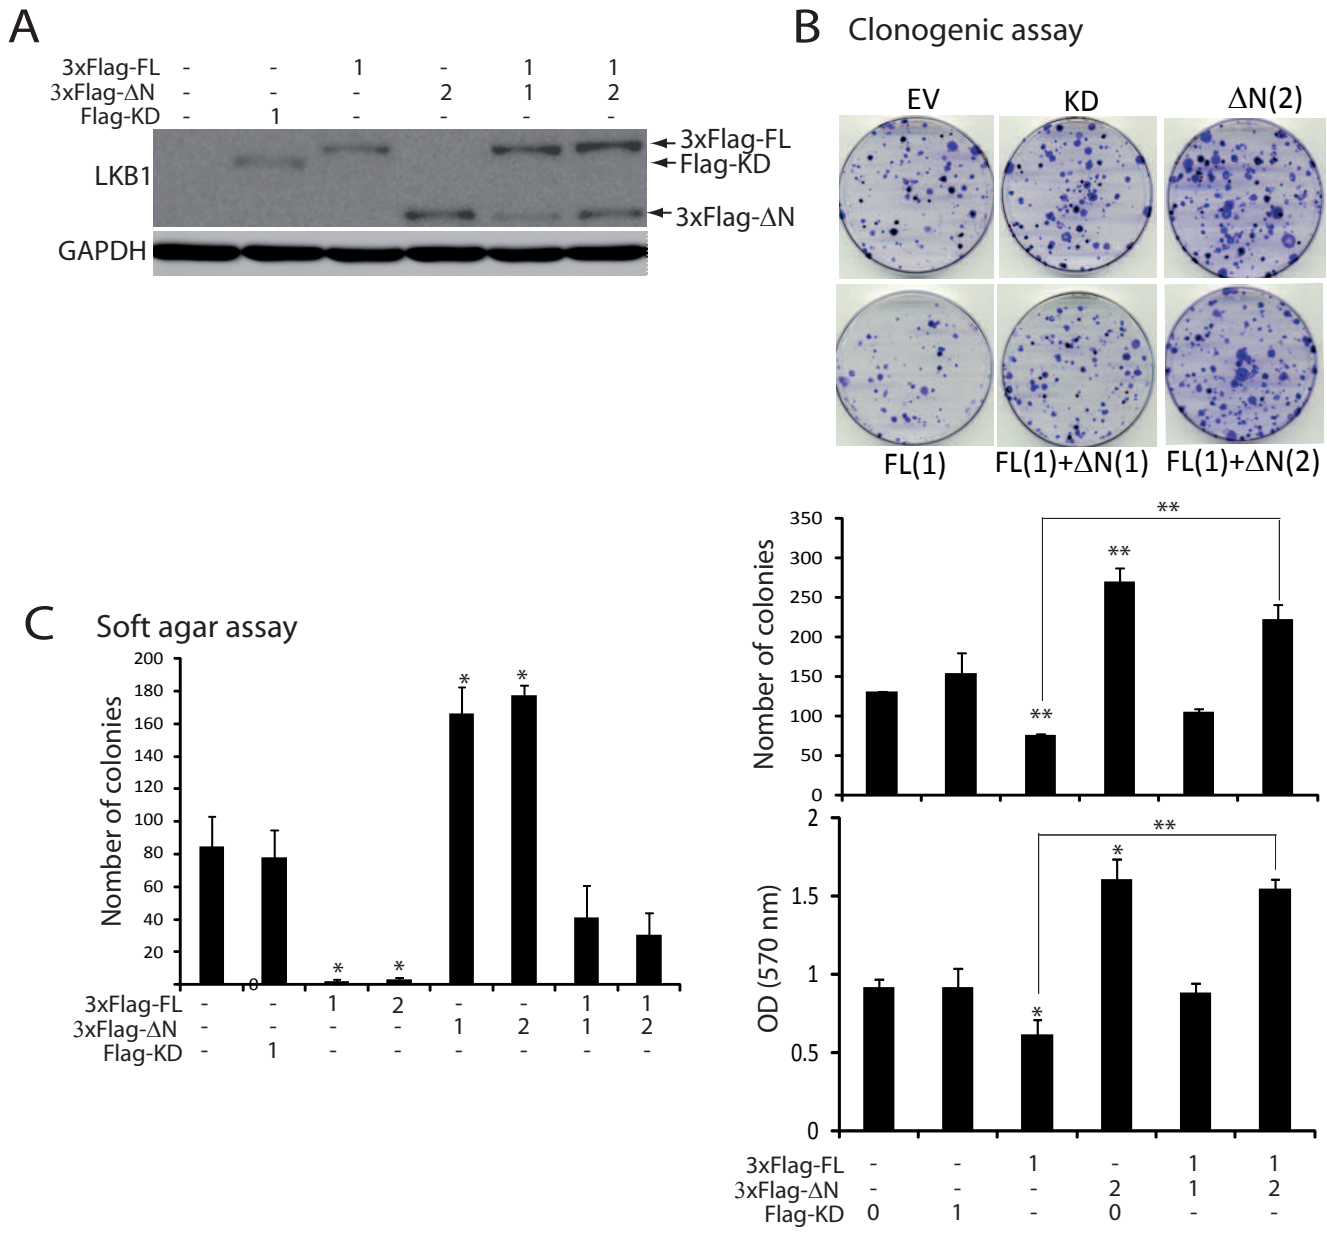 A
3xFlag-FL - - 1 - 1 1
3xFlag-ΔN - - - 2 1 2
Flag-KD - 1 - - - -
LKB1
3xFlag-FL
Flag-KD
3xFlag-ΔN
GAPDH
B Clonogenic assay
EV KD ΔN(2)
FL(1) FL(1)+ΔN(1) FL(1)+ΔN(2)
Nomber of colonies
350
300
250
200
150
100
50
0
**
**
**
OD (570 nm)
2
1.5
1
0.5
0
**
*
*
3xFlag-FL - - 1 - 1 1
3xFlag-ΔN - - - 2 1 2
Flag-KD 0 1 - 0 - -
C Soft agar assay
Nomber of colonies
200
180
160
140
120
100
80
60
40
20
0
* * * *
3xFlag-FL - - 1 2 - - 1 1
3xFlag-ΔN - - - - 1 2 1 2
Flag-KD - 1 - - - - - -